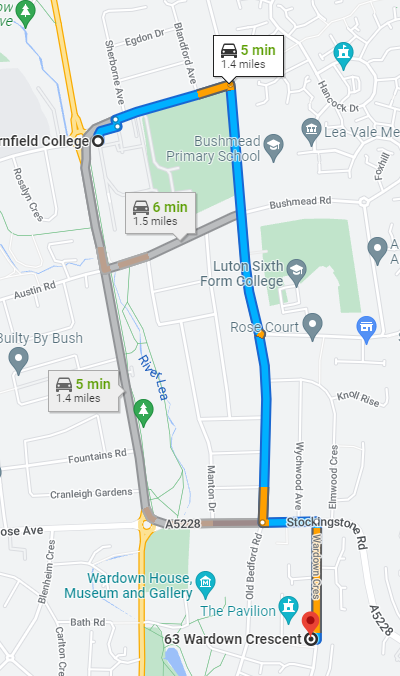 Egdon Dr
Sherborne Ave
Blandford Ave
5 min
1.4 miles
Hancock Dr
Lea Vale Me
rnfield College
Bushmead
Primary School
Foxhill
Rosslyn Cres
6 min
1.5 miles
Bushmead Rd
Luton Sixth
Form College
Austin Rd
Rose Court
Builty By Bush
River Lea
5 min
1.4 miles
Knoll Rise
Fountains Rd
Wychwood Ave
Elmwood Cres
Cranleigh Gardens
Manton Dr
ose Ave
A5228
Stockingstone Rd
Blenheim Cres
Old Bedford Rd
Wardown Cres
Wardown House,
Museum and Gallery
The Pavilion
A5228
Bath Rd
63 Wardown Crescent
Carlton Cres